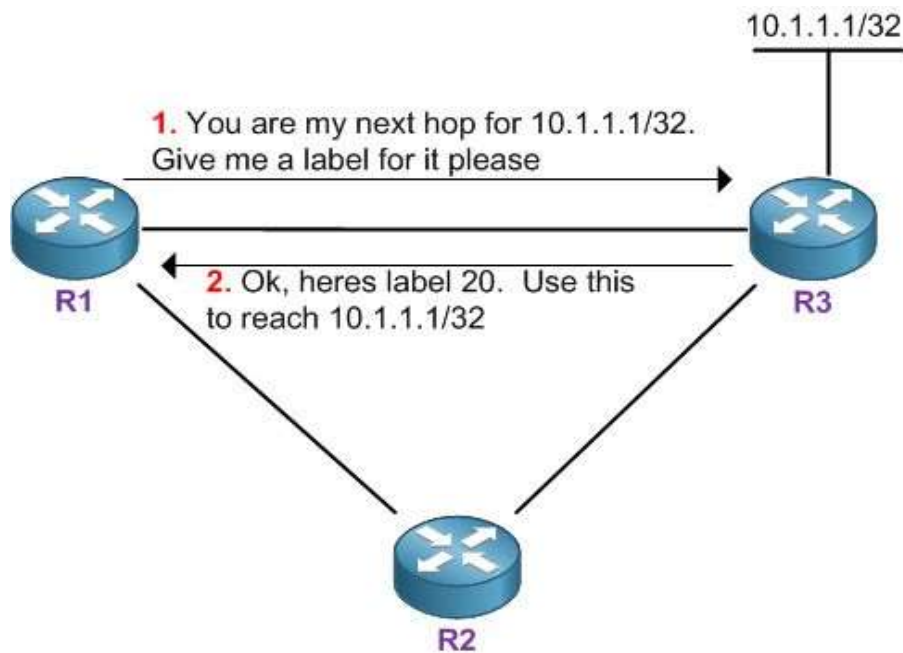 10.1.1.1/32
1. You are my next hop for 10.1.1.1/32.
Give me a label for it please
2. Ok, heres label 20. Use this
to reach 10.1.1.1/32
R1
R3
R2